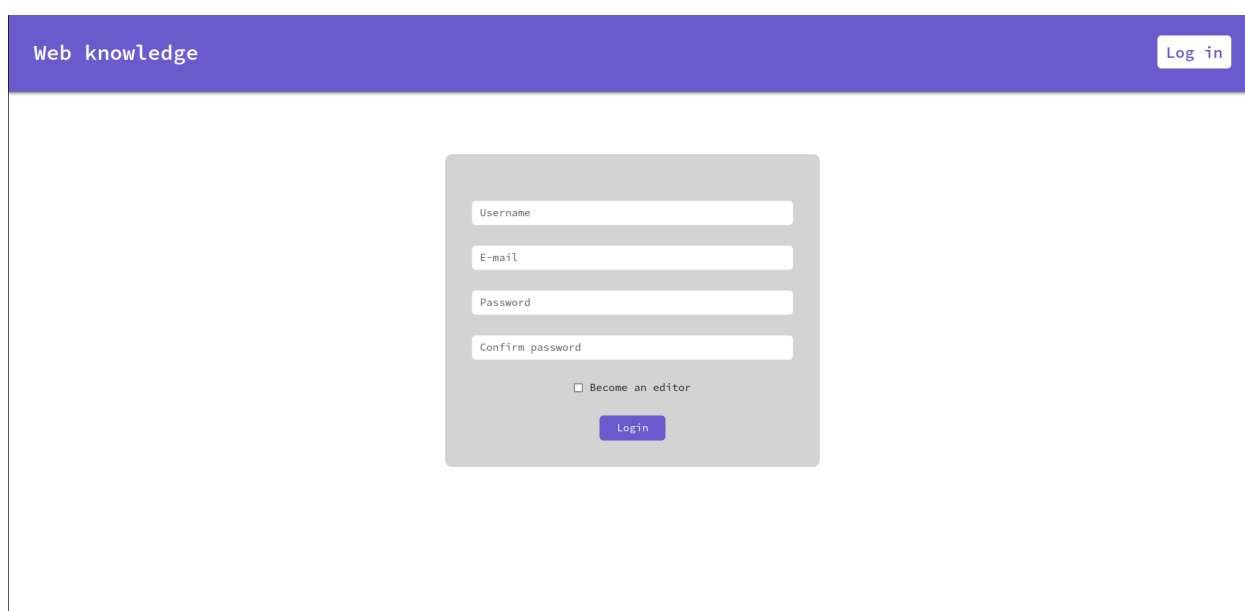 Web knowledge
Log in
Username
E-mail
Password
Confirm password
Become an editor
Login